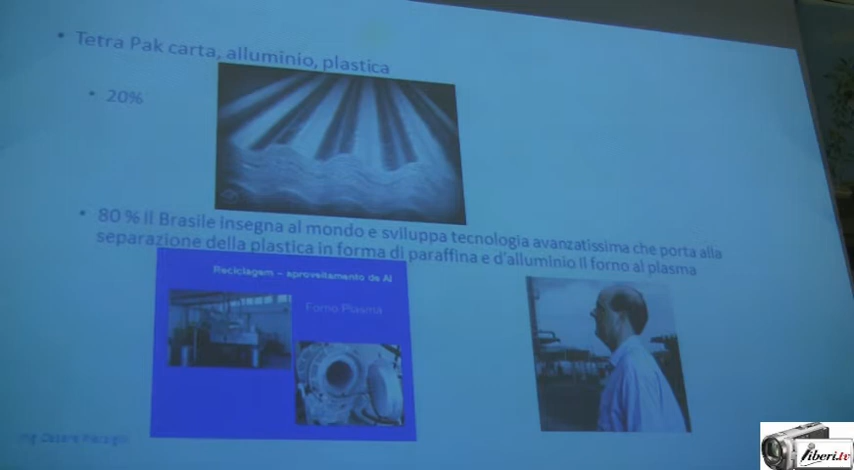 Tetra Pak carta, alluminio, plastica
20%
80 % Il Brasile insegna al mondo e sviluppa tecnologia avanzatissima che porta alla
separazione della plastica in forma di paraffina e d'alluminio Il forno al plasma
Reciclagem – aproveitamento de Al
Forno Plasma
Ing
liberi.tv